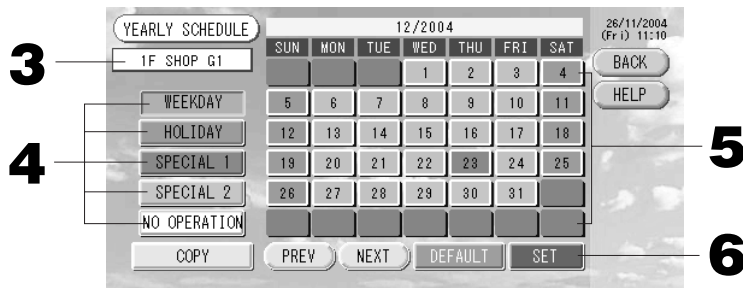 YEARLY SCHEDULE
12/2004
26/11/2004
(Fri) 11:10
3
1F SHOP G1
SUN MON TUE WED THU FRI SAT
BACK
1 2 3 4
HELP
WEEKDAY
5 6 7 8 9 10 11
HOLIDAY
12 13 14 15 16 17 18
5
4
SPECIAL 1
19 20 21 22 23 24 25
SPECIAL 2
26 27 28 29 30 31
NO OPERATION
COPY
PREV NEXT DEFAULT SET
6